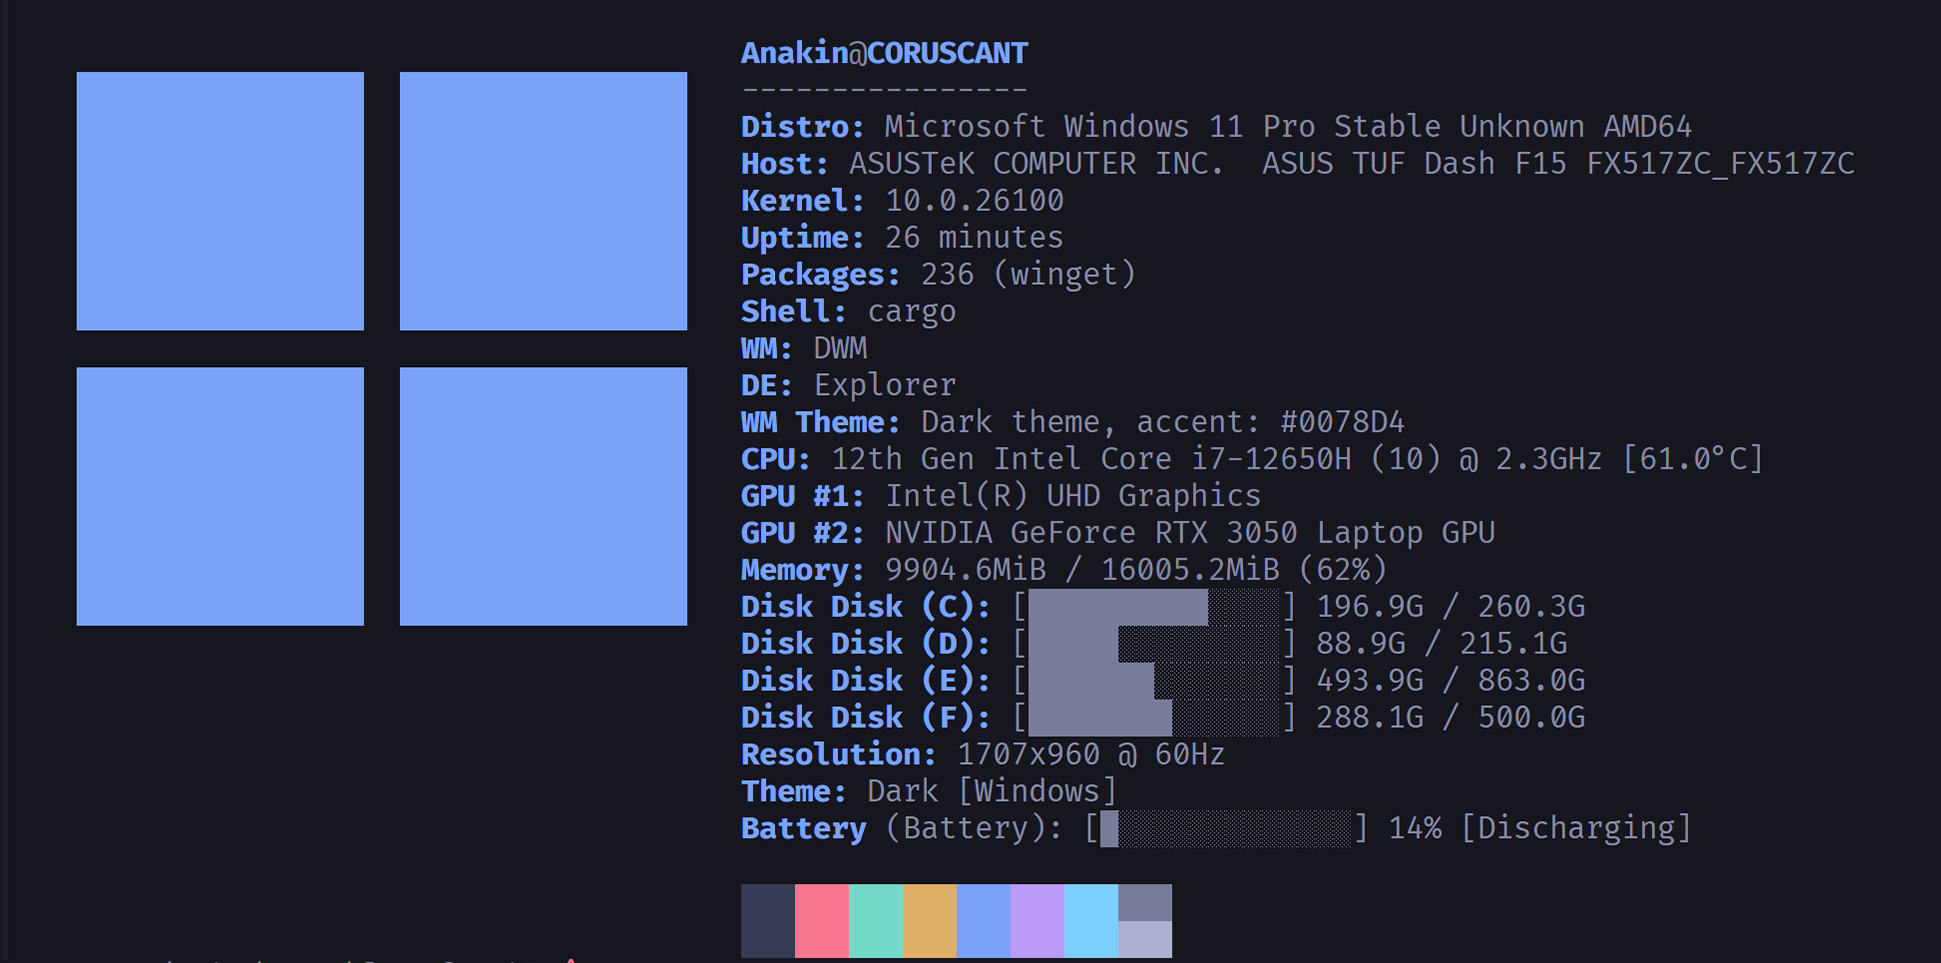 Anakin@CORUSCANT
----------------
Distro: Microsoft Windows 11 Pro Stable Unknown AMD64
Host: ASUSTeK COMPUTER INC.  ASUS TUF Dash F15 FX517ZC_FX517ZC
Kernel: 10.0.26100
Uptime: 26 minutes
Packages: 236 (winget)
Shell: cargo
WM: DWM
DE: Explorer
WM Theme: Dark theme, accent: #0078D4
CPU: 12th Gen Intel Core i7-12650H (10) @ 2.3GHz [61.0°C]
GPU #1: Intel(R) UHD Graphics
GPU #2: NVIDIA GeForce RTX 3050 Laptop GPU
Memory: 9904.6MiB / 16005.2MiB (62%)
Disk Disk (C): [ ] 196.9G / 260.3G
Disk Disk (D): [ ] 88.9G / 215.1G
Disk Disk (E): [ ] 493.9G / 863.0G
Disk Disk (F): [ ] 288.1G / 500.0G
Resolution: 1707x960 @ 60Hz
Theme: Dark [Windows]
Battery (Battery): [ ] 14% [Discharging]